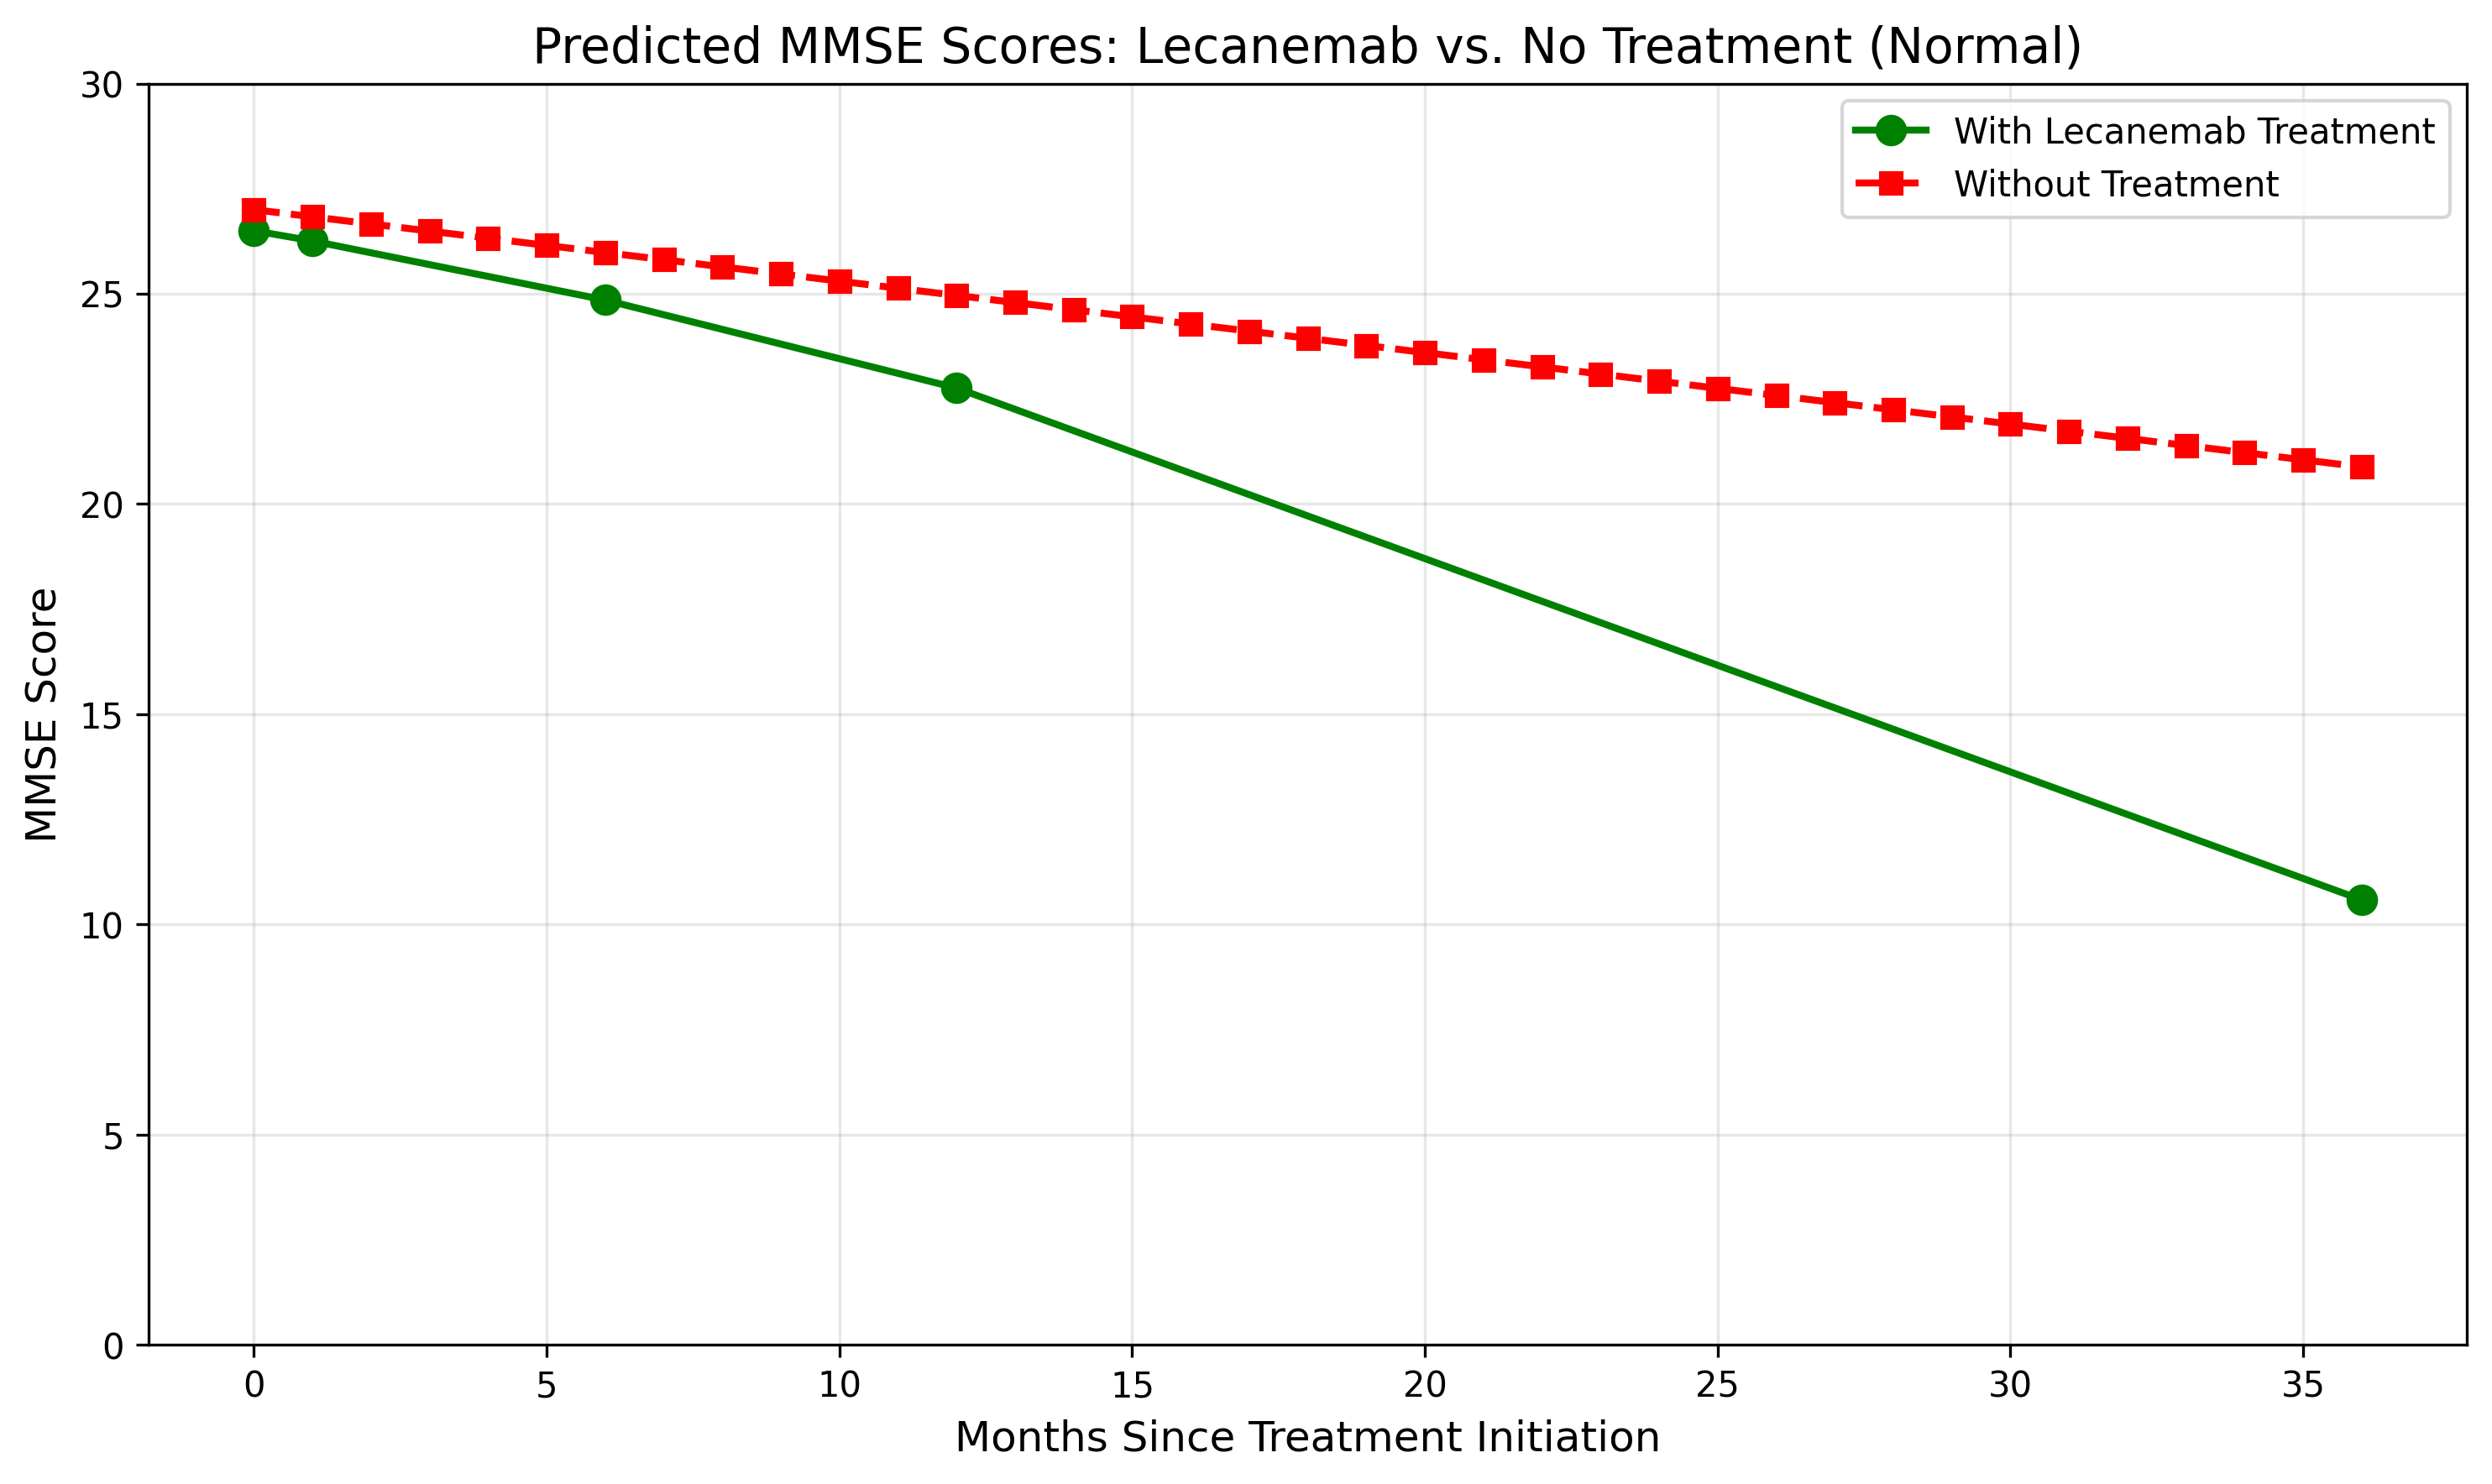 Predicted MMSE Scores: Lecanemab vs. No Treatment (Normal)
With Lecanemab Treatment
Without Treatment
MMSE Score
30
25
20
15
10
5
0
0 5 10 15 20 25 30 35
Months Since Treatment Initiation